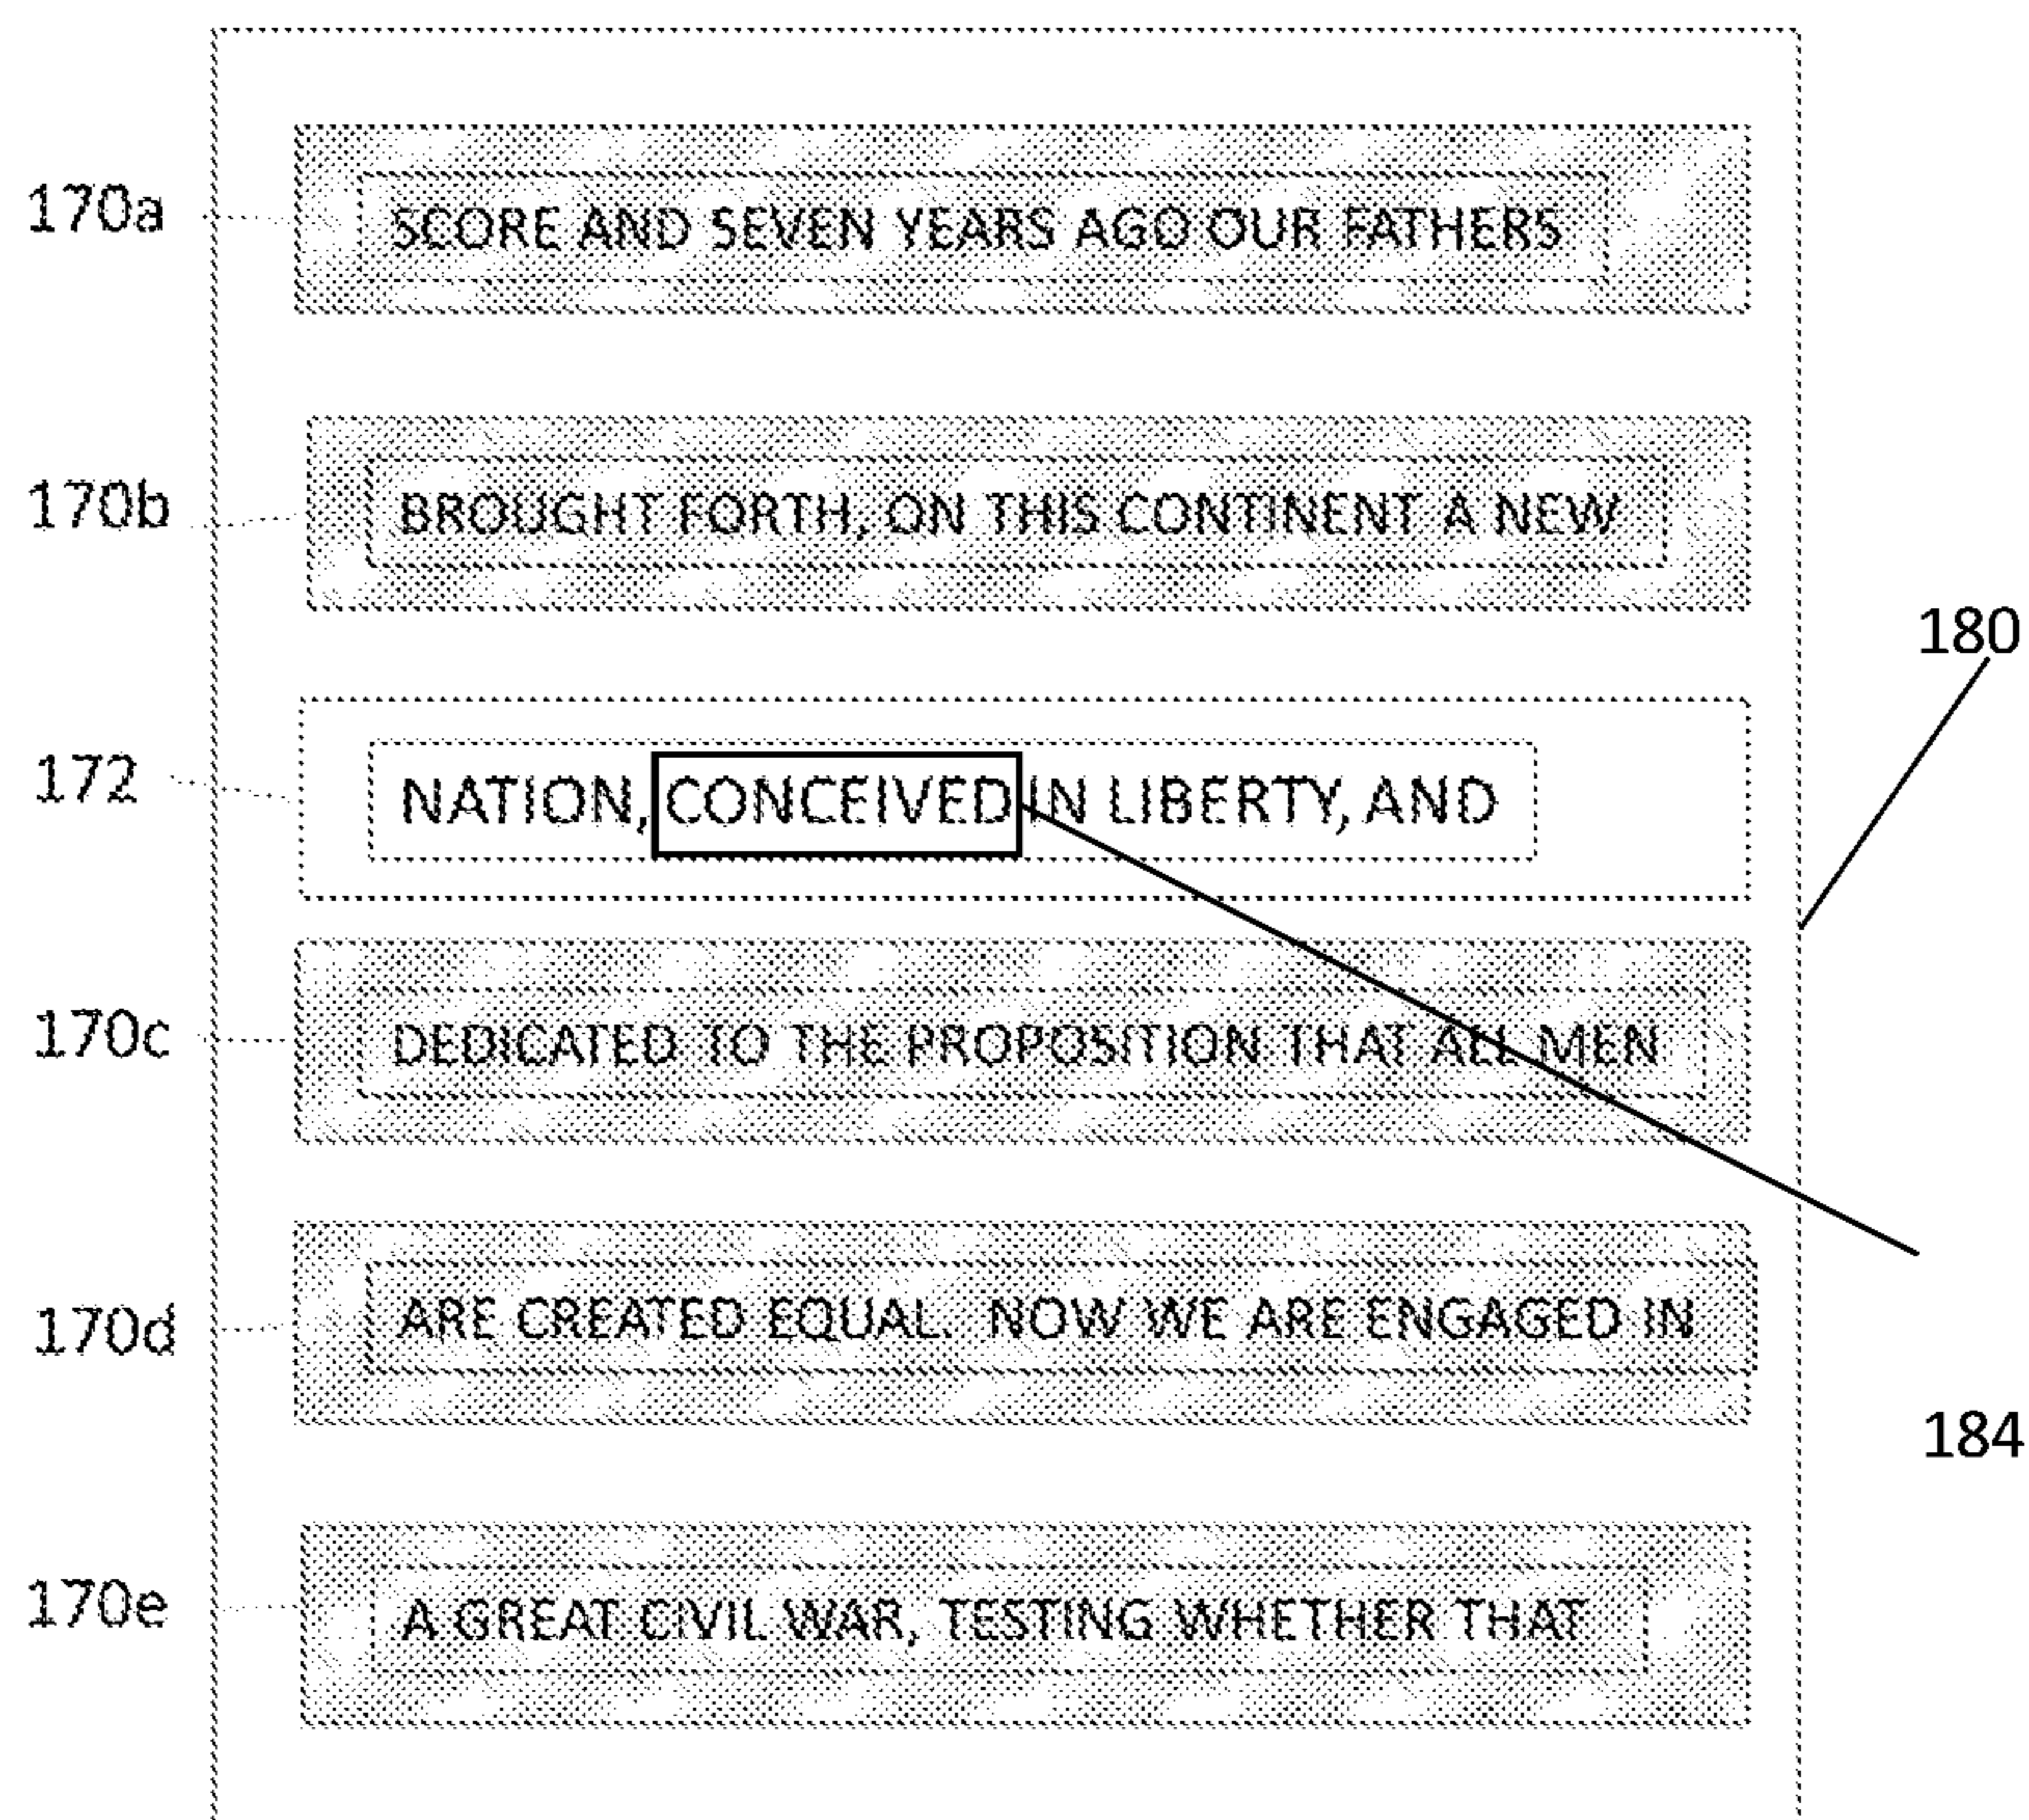 170a SCORE AND SEVEN YEARS AGO OUR FATHERS
170b BROUGHT FORTH, ON THIS CONTINENT A NEW
180
172 NATION, CONCEIVED IN LIBERTY, AND
170c DEDICATED TO THE PROPOSITION THAT ALL MEN
170d ARE CREATED EQUAL. NOW WE ARE ENGAGED IN
184
170e A GREAT CIVIL WAR, TESTING WHETHER THAT